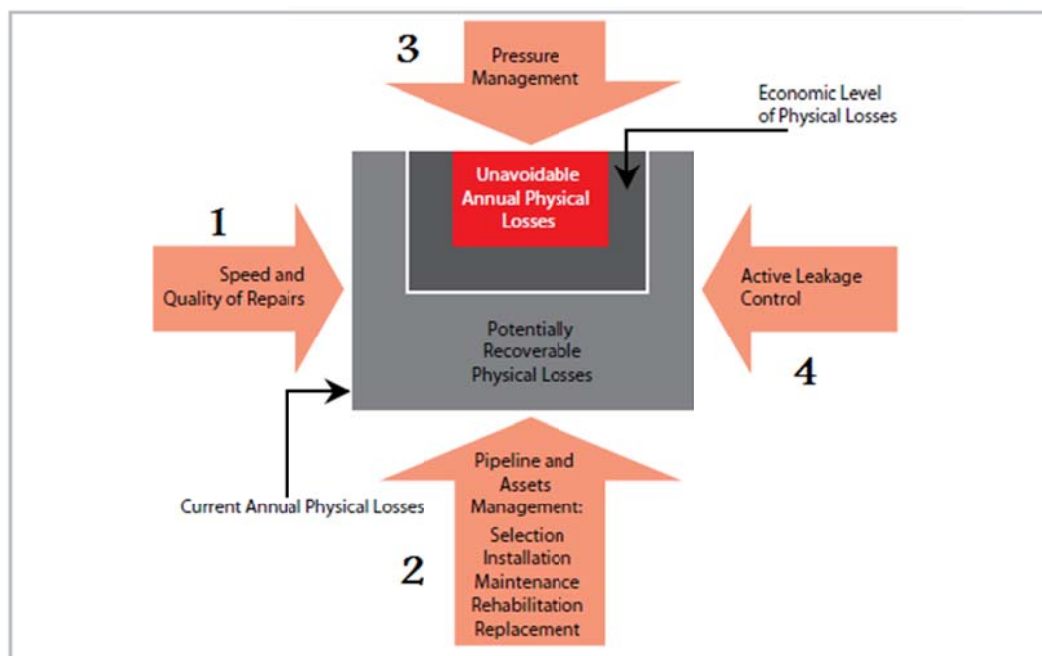 3
Pressure
Management
Economic Level
of Physical Losses
Unavoidable
Annual Physical
Losses
1
Speed and
Quality of Repairs
Active Leakage
Control
4
Potentially
Recoverable
Physical Losses
Current Annual Physical Losses
2
Pipeline and
Assets
Management:
Selection
Installation
Maintenance
Rehabilitation
Replacement